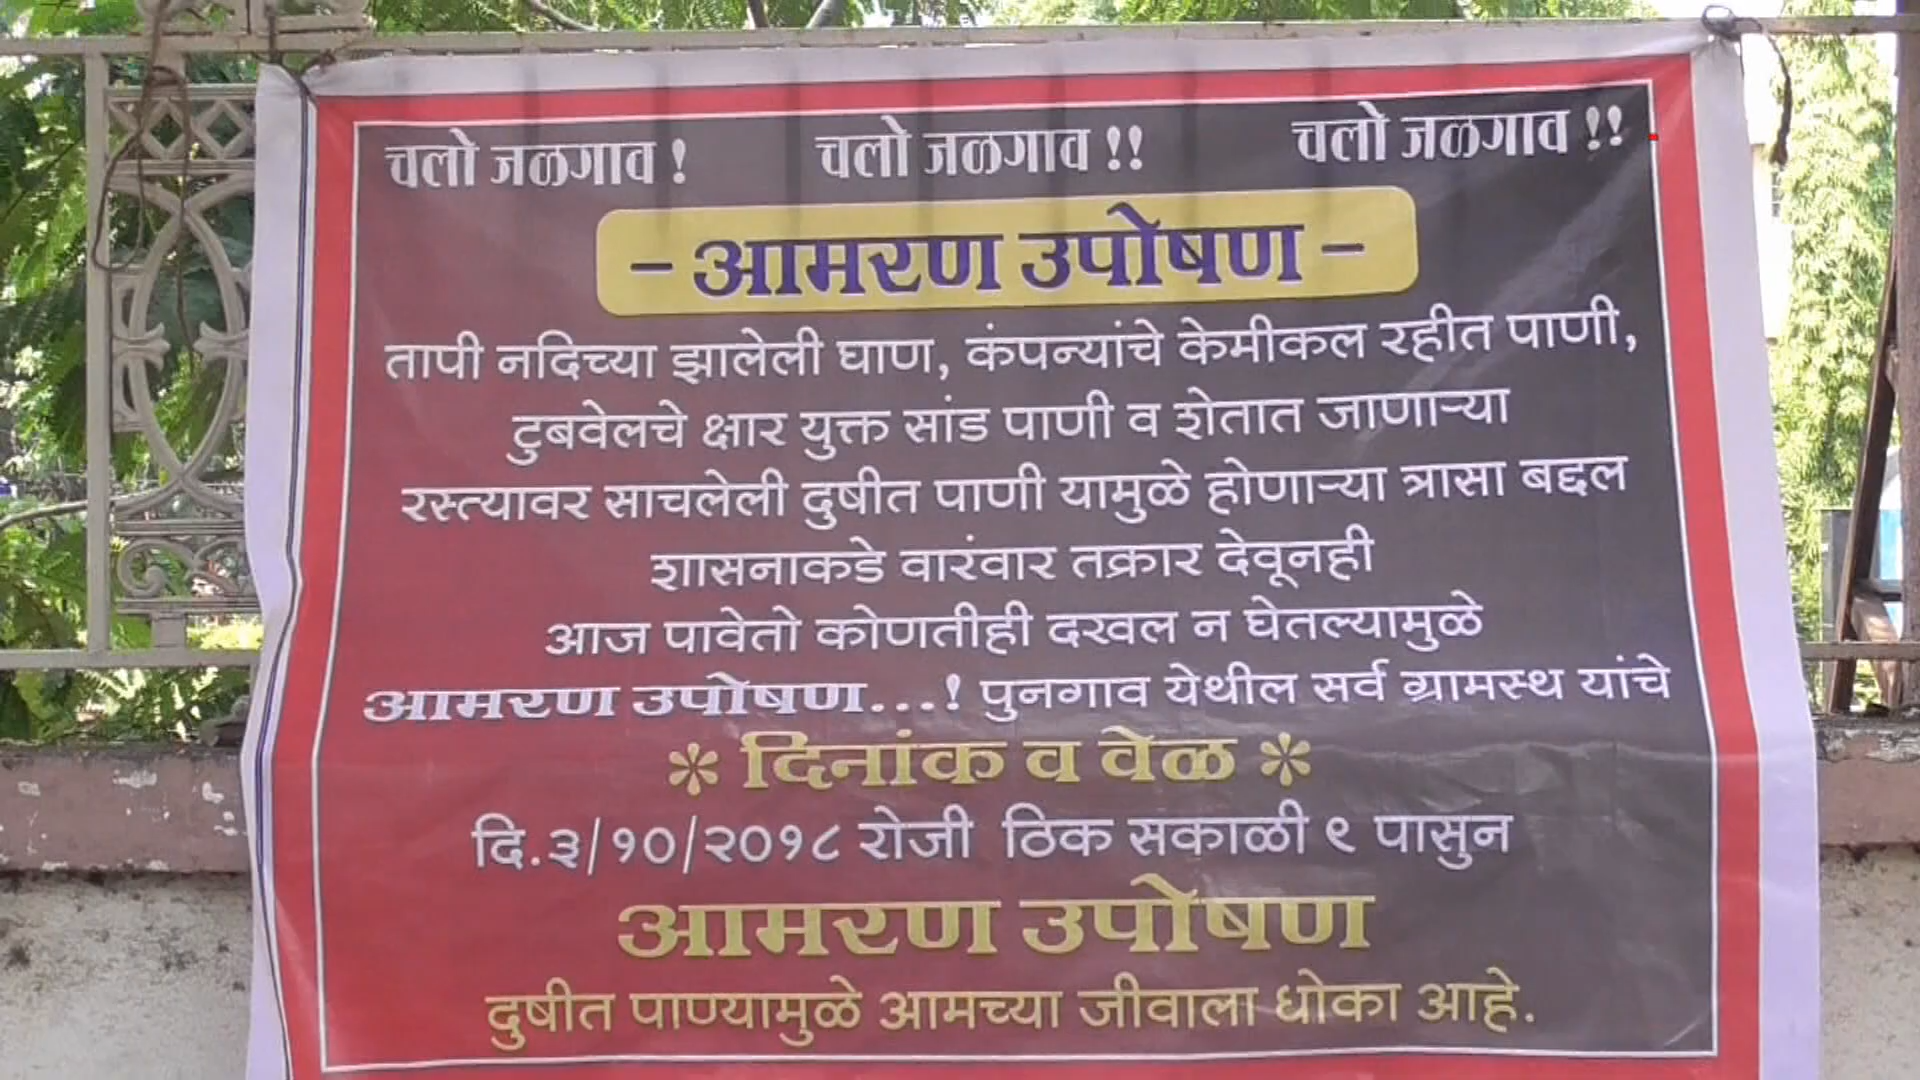 चलो जळगाव ! चलो जळगाव !! चलो जळगाव !!
– आमरण उपोषण –
तापी नदिच्या झालेली घाण, कंपन्यांचे केमीकल रहीत पाणी,
टुबवेलचे क्षार युक्त सांड पाणी व शेतात जाणाऱ्या
रस्त्यावर साचलेली दुषीत पाणी यामुळे होणाऱ्या त्रासा बद्दल
शासनाकडे वारंवार तक्रार देवूनही
आज पावेतो कोणतीही दखल न घेतल्यामुळे
आमरण उपोषण...! पुनगाव येथील सर्व ग्रामस्थ यांचे
* दिनांक व वेळ *
दि.३/१०/२०१८ रोजी ठिक सकाळी ९ पासुन
आमरण उपोषण
दुषीत पाण्यामुळे आमच्या जीवाला धोका आहे.